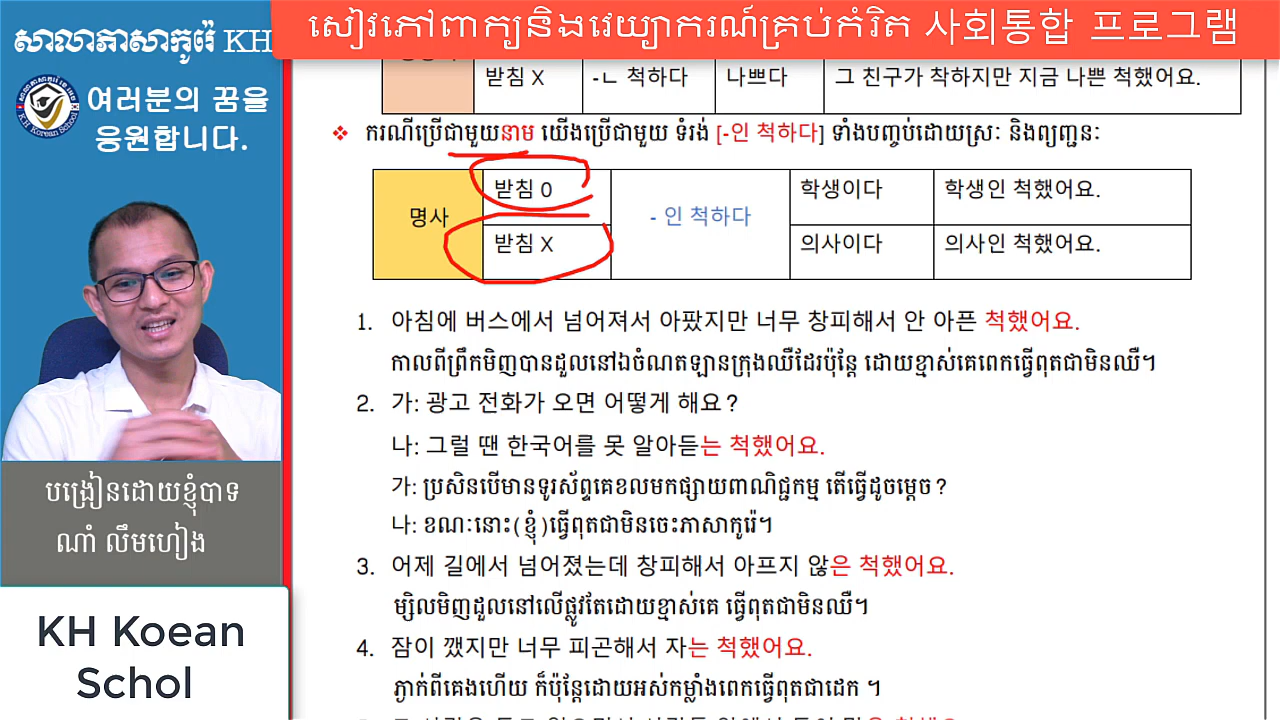 សាលាភាសាកូរ៉េ KH
សៀវភៅពាក្យនិងវេយ្យាករណ៍គ្រប់កំរិត 사회통합 프로그램
여러분의 꿈을
응원합니다.
받침 X
-ㄴ 척하다
나쁘다
그 친구가 착하지만 지금 나쁜 척했어요.
ករណីប្រើជាមួយនាម យើងប្រើជាមួយ ទំរង់ [-인 척하다] ទាំងបញ្ចប់ដោយស្រៈ និងព្យញ្ជនៈ
명사
받침 0
- 인 척하다
학생이다
학생인 척했어요.
받침 X
의사이다
의사인 척했어요.
1. 아침에 버스에서 넘어져서 아팠지만 너무 창피해서 안 아픈 척했어요.
កាលពីព្រឹកមិញបានដួលនៅឯចំណតឡានក្រុងឈឺដែរប៉ុន្តែ ដោយខ្មាស់គេពេកធ្វើពុតជាមិនឈឺ។
2. 가: 광고 전화가 오면 어떻게 해요?
나: 그럴 땐 한국어를 못 알아듣는 척했어요.
가: ប្រសិនបើមានទូរស័ព្ទគេខលមកផ្សាយពាណិជ្ជកម្ម តើធ្វើដូចម្តេច?
나: ខណៈនោះ(ខ្ញុំ)ធ្វើពុតជាមិនចេះភាសាកូរ៉េ។
3. 어제 길에서 넘어졌는데 창피해서 아프지 않은 척했어요.
ម្សិលមិញដួលនៅលើផ្លូវតែដោយខ្មាស់គេ ធ្វើពុតជាមិនឈឺ។
4. 잠이 깼지만 너무 피곤해서 자는 척했어요.
ភ្ញាក់ពីគេងហើយ ក៏ប៉ុន្តែដោយអស់កម្លាំងពេកធ្វើពុតជាដេក ។
បង្រៀនដោយខ្ញុំបាទ
ណាំ លឹមហៀង
KH Koean
Schol